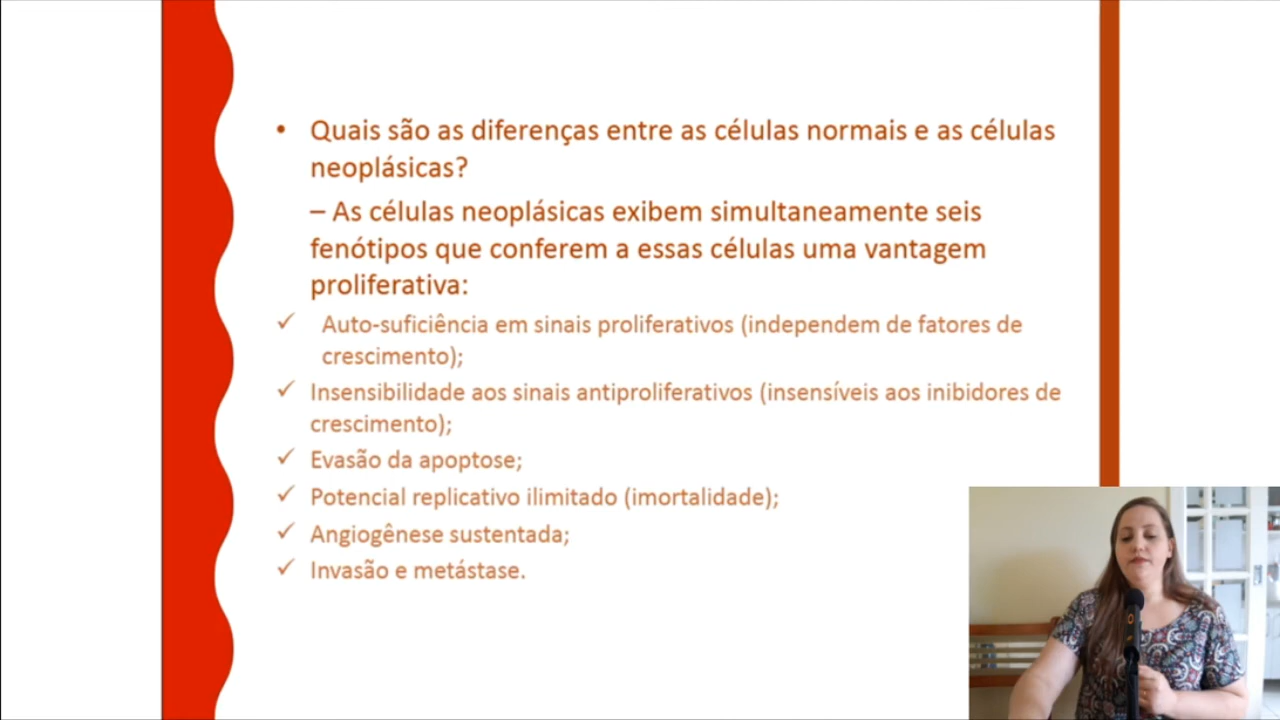 • Quais são as diferenças entre as células normais e as células
neoplásicas?
– As células neoplásicas exibem simultaneamente seis
fenótipos que conferem a essas células uma vantagem
proliferativa:
✓ Auto-suficiência em sinais proliferativos (independem de fatores de
crescimento);
✓ Insensibilidade aos sinais antiproliferativos (insensíveis aos inibidores de
crescimento);
✓ Evasão da apoptose;
✓ Potencial replicativo ilimitado (imortalidade);
✓ Angiogênese sustentada;
✓ Invasão e metástase.